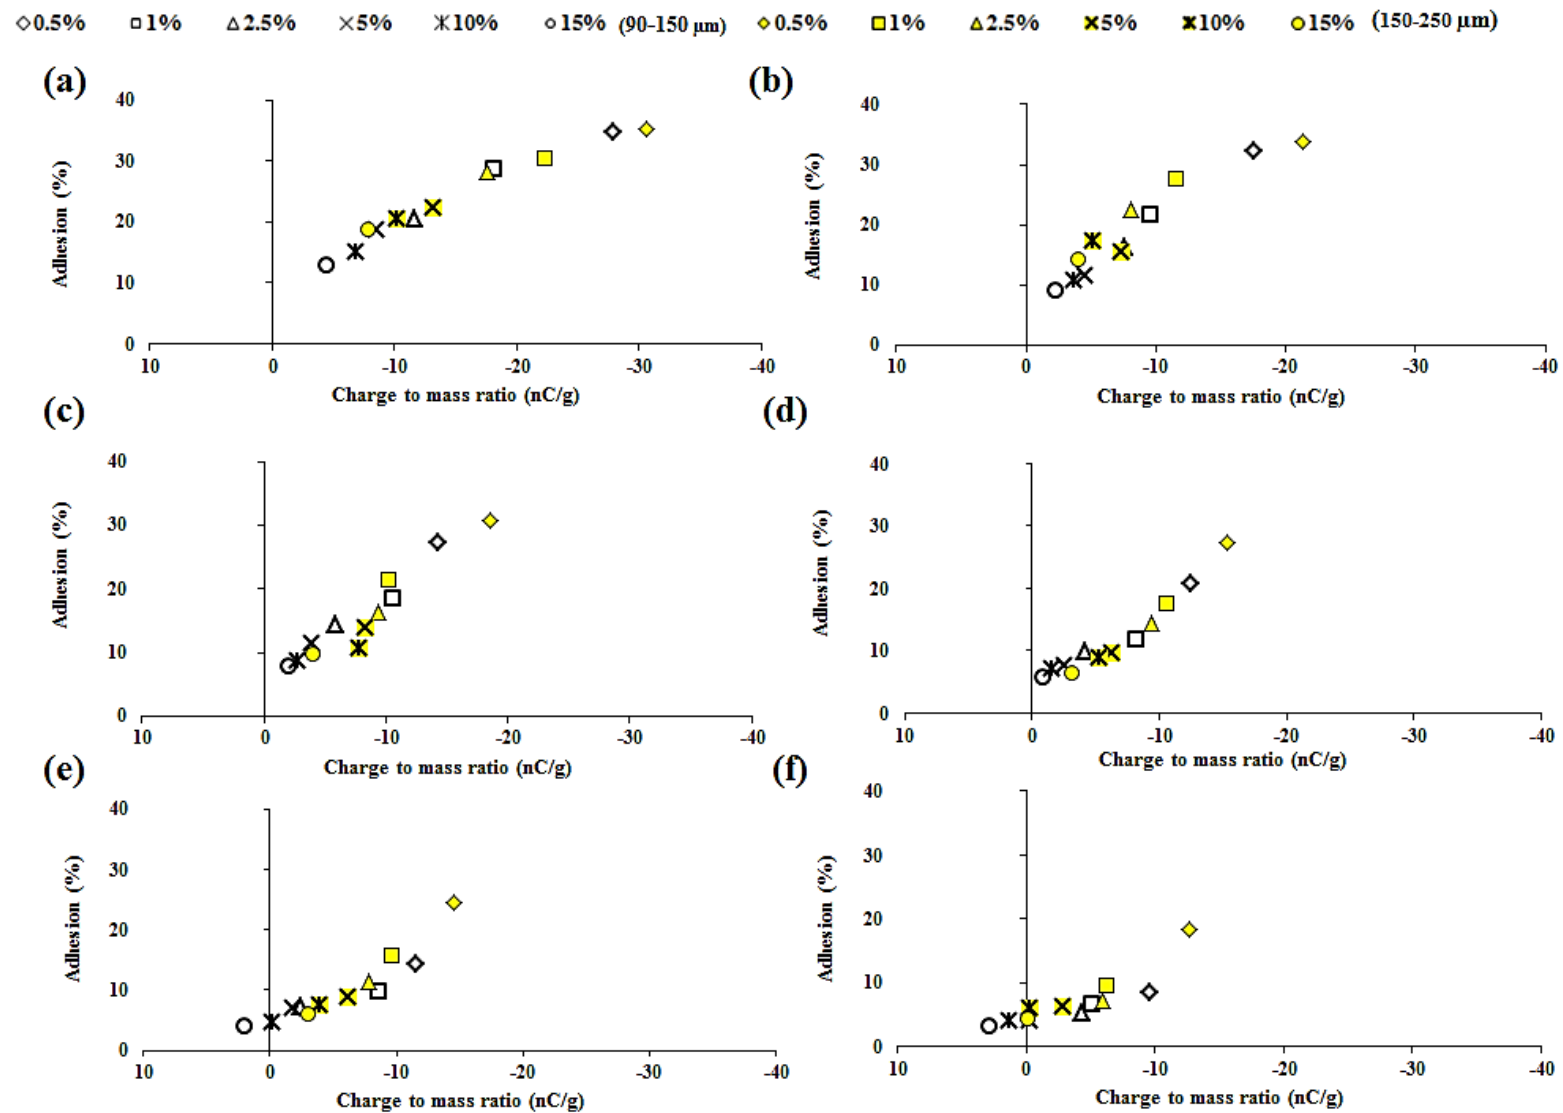 0.5% 1% 2.5% 5% 10% 15% (90-150 µm) 0.5% 1% 2.5% 5% 10% 15% (150-250 µm)
(a)
40
30
20
10
0
Adhesion (%)
10 0 -10 -20 -30 -40
Charge to mass ratio (nC/g)
(b)
40
30
20
10
0
Adhesion (%)
10 0 -10 -20 -30 -40
Charge to mass ratio (nC/g)
(c)
40
30
20
10
0
Adhesion (%)
10 0 -10 -20 -30 -40
Charge to mass ratio (nC/g)
(d)
40
30
20
10
0
Adhesion (%)
10 0 -10 -20 -30 -40
Charge to mass ratio (nC/g)
(e)
40
30
20
10
0
Adhesion (%)
10 0 -10 -20 -30 -40
Charge to mass ratio (nC/g)
(f)
40
30
20
10
0
Adhesion (%)
10 0 -10 -20 -30 -40
Charge to mass ratio (nC/g)